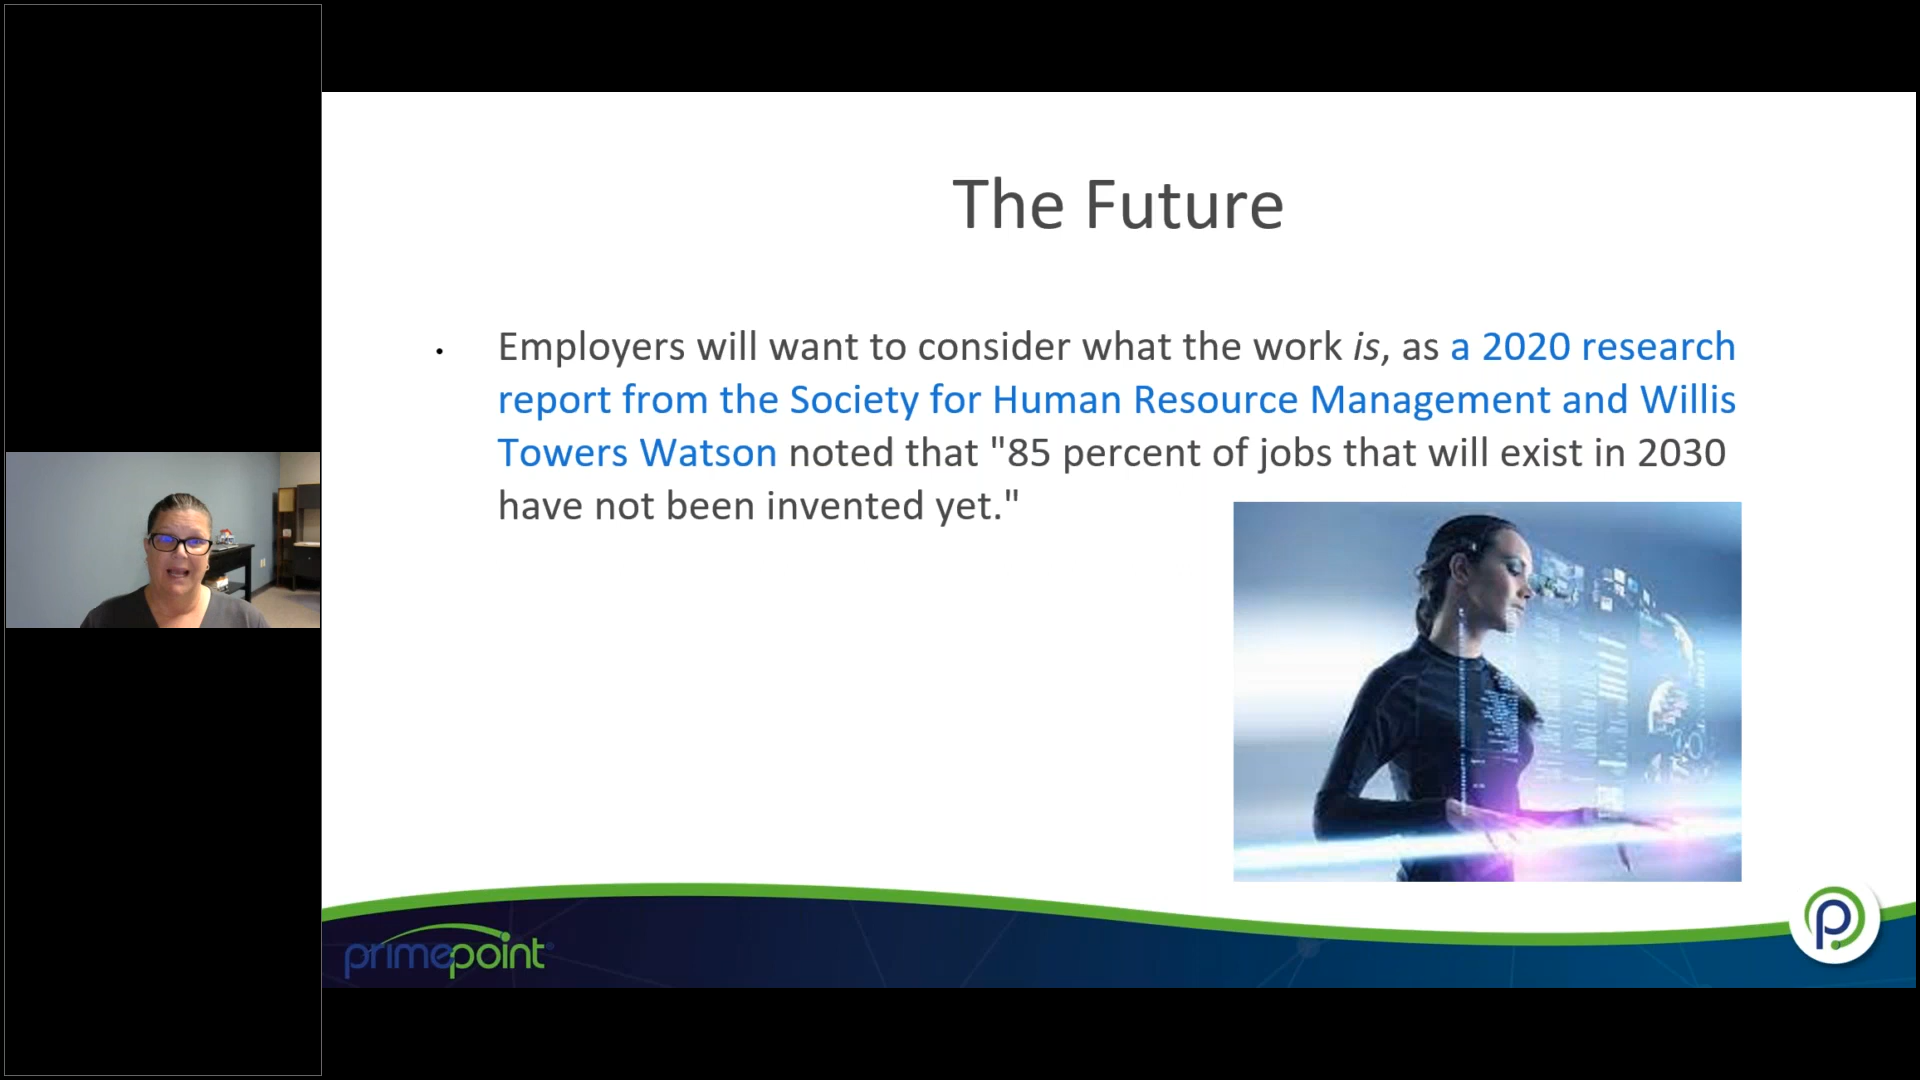 The Future
• Employers will want to consider what the work is, as a 2020 research
report from the Society for Human Resource Management and Willis
Towers Watson noted that "85 percent of jobs that will exist in 2030
have not been invented yet."
primepoint®
p